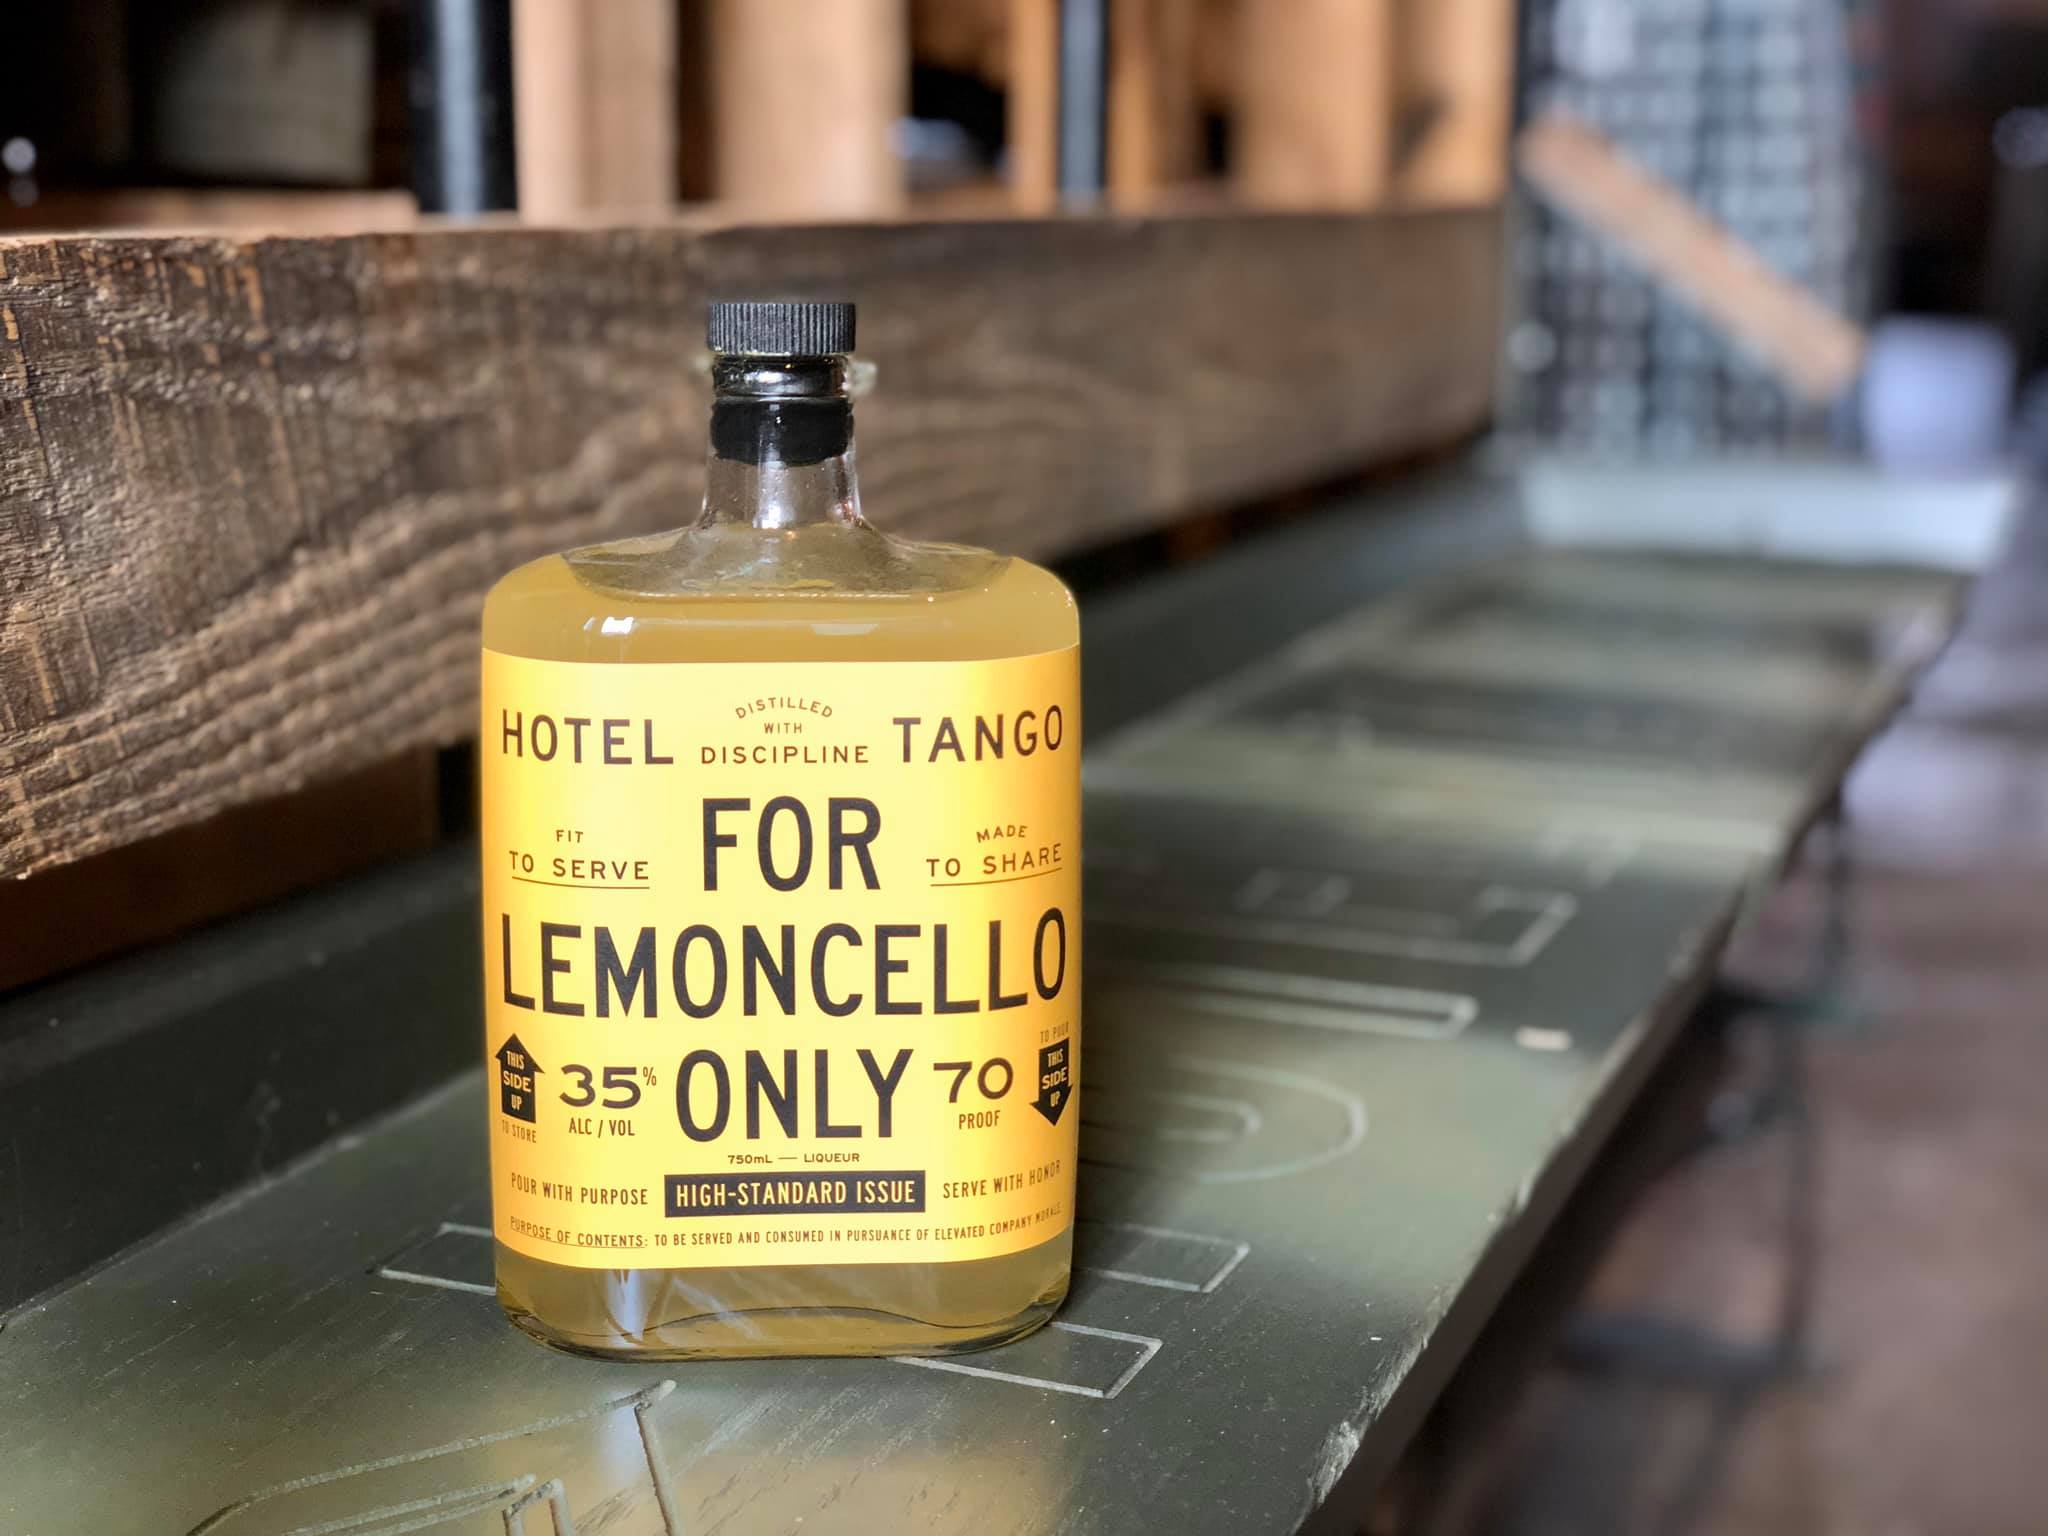 HOTEL DISTILLED WITH DISCIPLINE TANGO
FIT TO SERVE FOR MADE TO SHARE
LEMONCELLO
THIS SIDE UP TO STORE 35% ALC / VOL ONLY 70 PROOF TO POUR THIS SIDE UP
750mL — LIQUEUR
POUR WITH PURPOSE HIGH-STANDARD ISSUE SERVE WITH HONOR
PURPOSE OF CONTENTS: TO BE SERVED AND CONSUMED IN PURSUANCE OF ELEVATED COMPANY MORALE.